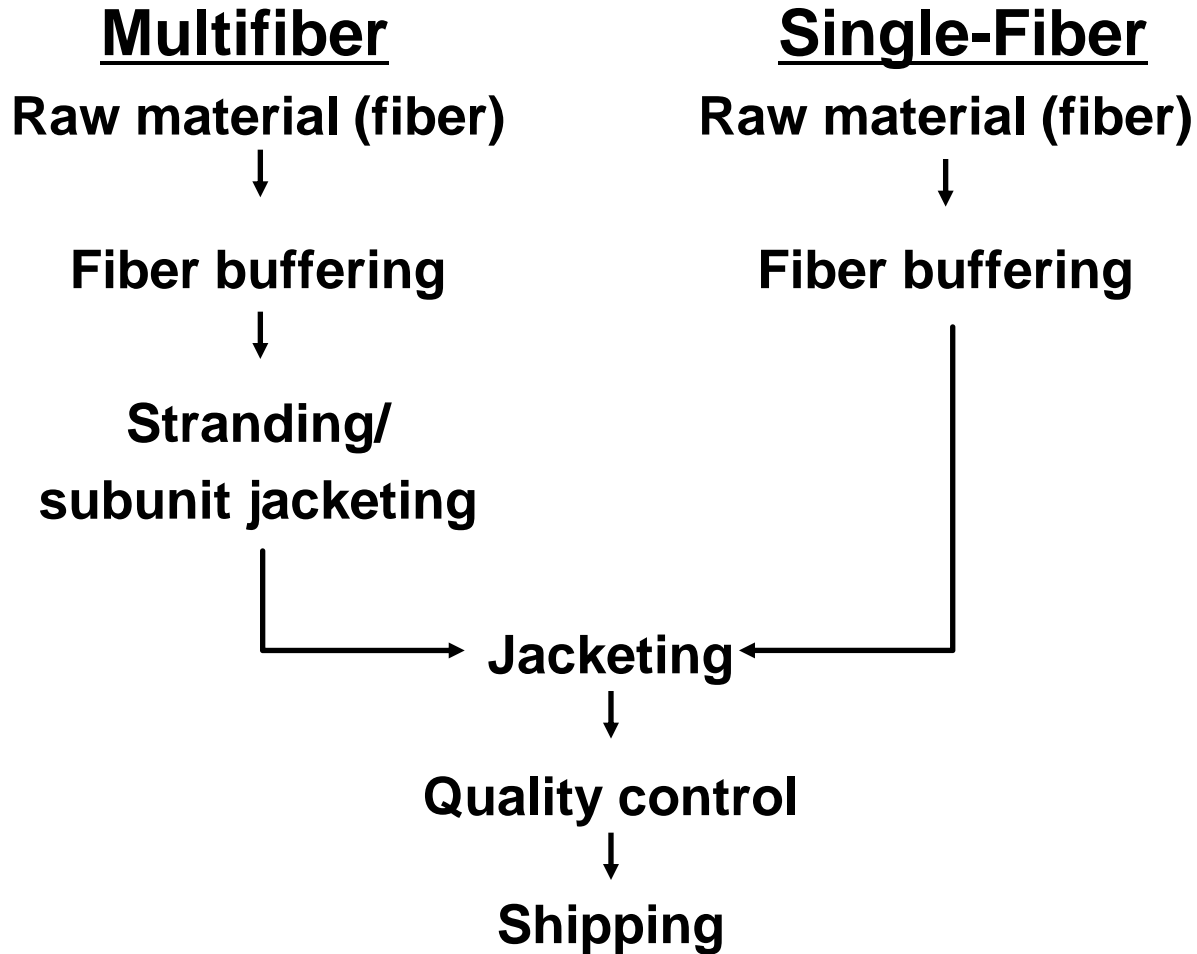 Multifiber
Single-Fiber
Raw material (fiber)
Raw material (fiber)
Fiber buffering
Fiber buffering
Stranding/
subunit jacketing
Jacketing
Quality control
Shipping